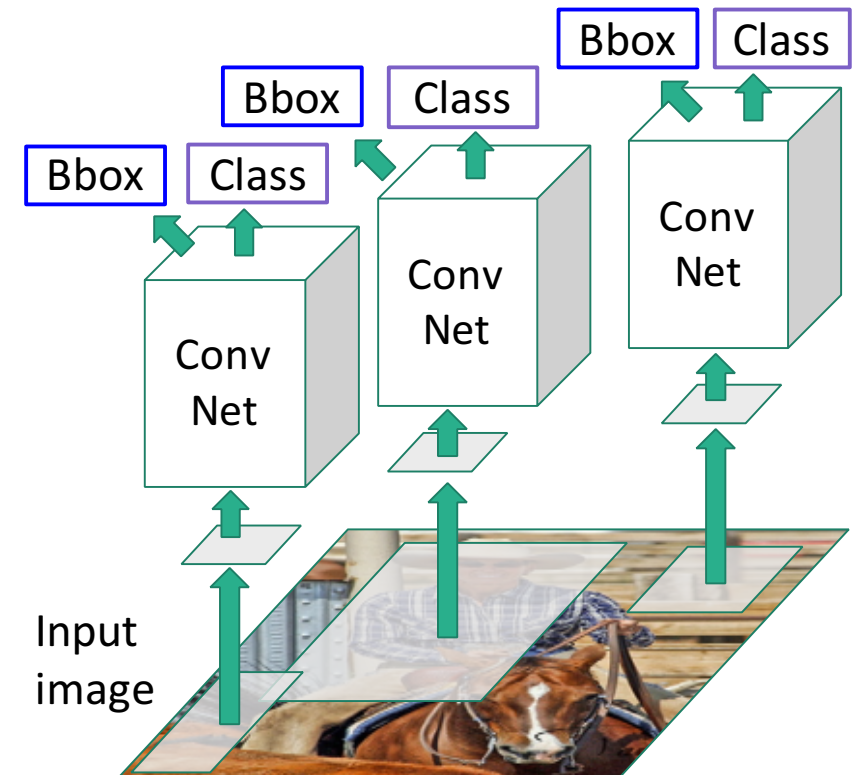 Bbox Class
Bbox Class
Bbox Class
Conv
Net
Conv
Net
Conv
Net
Input
image